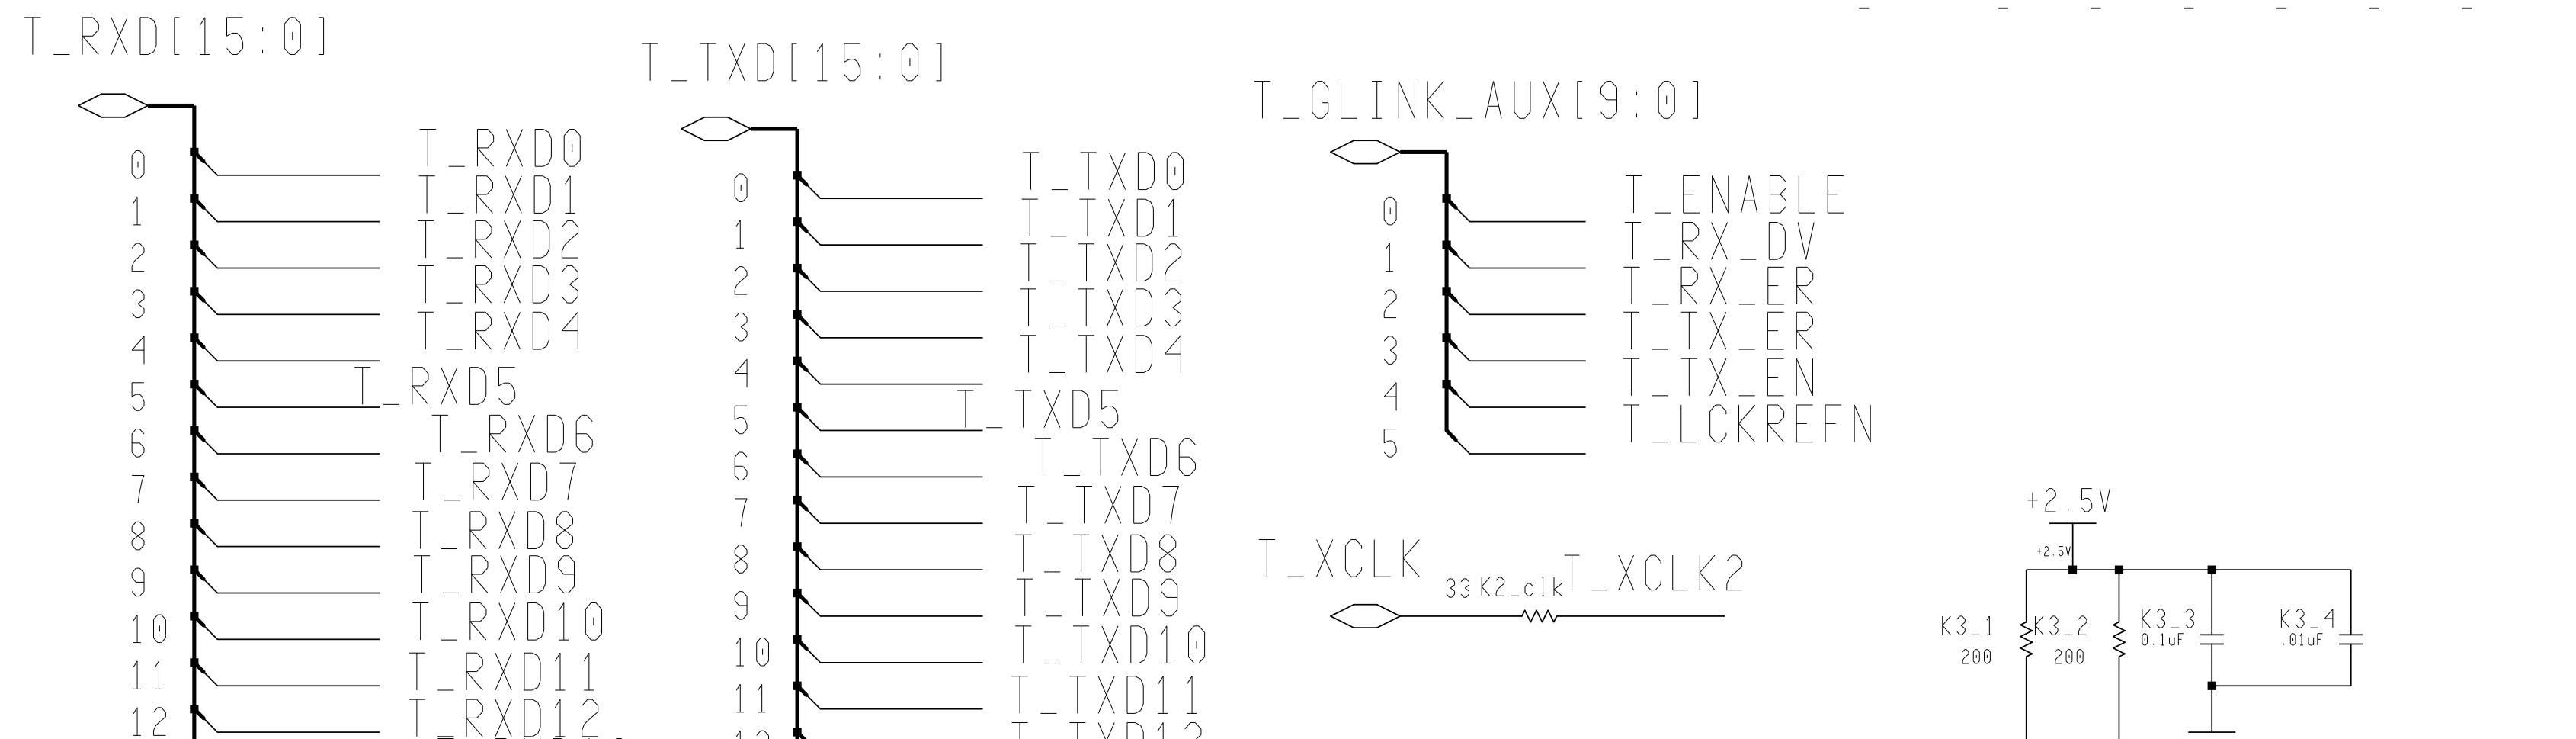 T_RXD[15:0]
0
T_RXD0
1
T_RXD1
2
T_RXD2
3
T_RXD3
4
T_RXD4
5
T_RXD5
6
T_RXD6
7
T_RXD7
8
T_RXD8
9
T_RXD9
10
T_RXD10
11
T_RXD11
12
T_RXD12
T_TXD[15:0]
0
T_TXD0
1
T_TXD1
2
T_TXD2
3
T_TXD3
4
T_TXD4
5
T_TXD5
6
T_TXD6
7
T_TXD7
8
T_TXD8
9
T_TXD9
10
T_TXD10
11
T_TXD11
T_GLINK_AUX[9:0]
0
T_ENABLE
1
T_RX_DV
2
T_RX_ER
3
T_TX_ER
4
T_TX_EN
5
T_LCKREFN
T_XCLK
33 K2_clk
T_XCLK2
+2.5V
+2.5V
K3_1
200
K3_2
200
K3_3
0.1uF
K3_4
.01uF